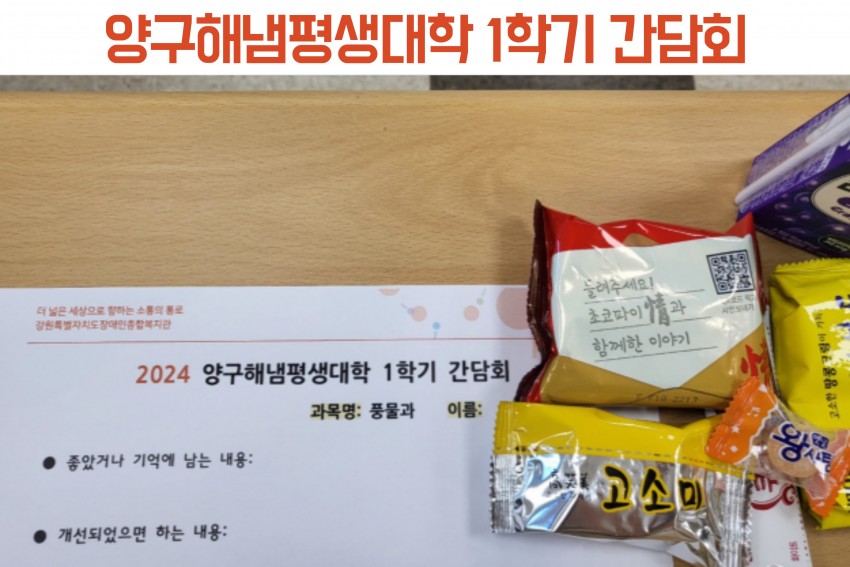 양구해냄평생대학 1학기 간담회
더 넓은 세상으로 향하는 소통의 통로
강원특별자치도장애인종합복지관
2024 양구해냄평생대학 1학기 간담회
과목명: 풍물과 이름:
● 좋았거나 기억에 남는 내용:
● 개선되었으면 하는 내용:
들려주세요!
초코파이 情과
함께한 이야기
고소미